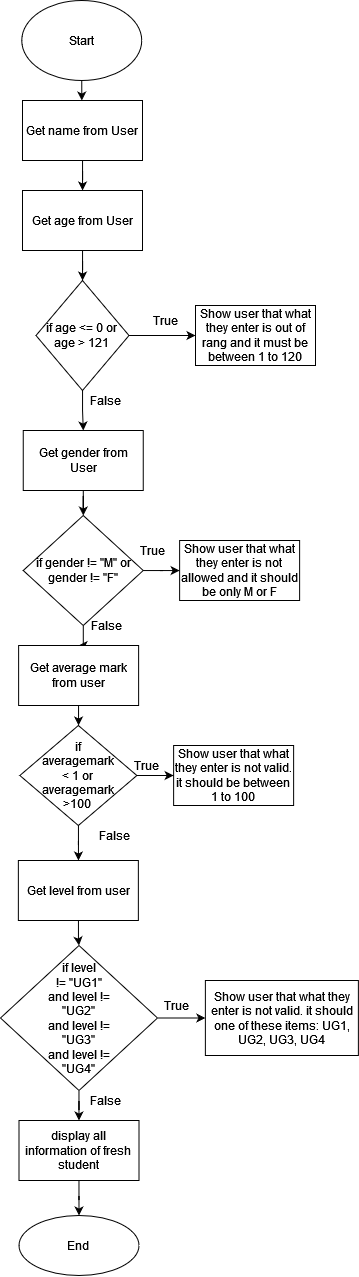 Start
Get name from User
Get age from User
if age <= 0 or
age > 121
True
Show user that what
they enter is out of
rang and it must be
between 1 to 120
False
Get gender from
User
if gender != "M" or
gender != "F"
True
Show user that what
they enter is not
allowed and it should
be only M or F
False
Get average mark
from user
if
averagemark
< 1 or
averagemark
>100
True
Show user that what
they enter is not valid.
it should be between
1 to 100
False
Get level from user
if level
!= "UG1"
and level !=
"UG2"
and level !=
"UG3"
and level !=
"UG4"
True
Show user that what they
enter is not valid. it should
one of these items: UG1,
UG2, UG3, UG4
False
display all
information of fresh
student
End